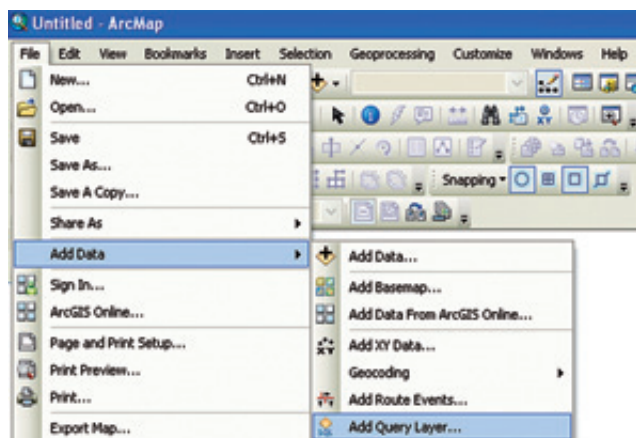 Untitled - ArcMap
File Edit View Bookmarks Insert Selection Geoprocessing Customize Windows Help
New... Ctrl+N
Open... Ctrl+O
Save Ctrl+S
Save As...
Save A Copy...
Snapping
Share As
Add Data
Add Data...
Sign In...
Add Basemap...
ArcGIS Online...
Add Data From ArcGIS Online...
Page and Print Setup...
Add XY Data...
Print Preview...
Geocoding
Print...
Add Route Events...
Export Map...
Add Query Layer...